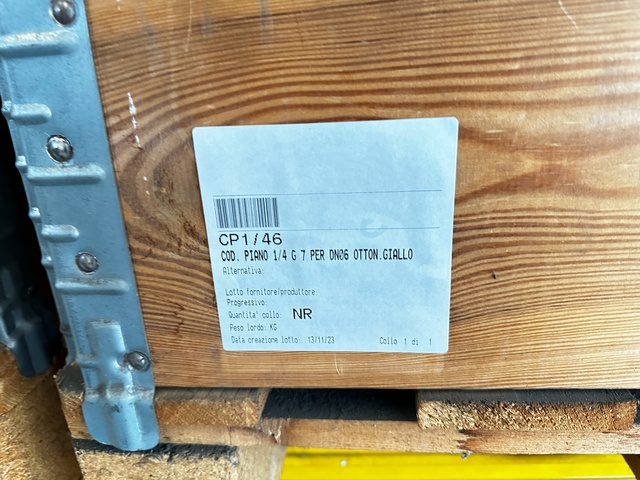 CP1/46
COD. PIANO 1/4 G 7 PER DN06 OTTON.GIALLO
Alternativa:
Lotto fornitore/produttore:
Progressivo:
Quantita' collo: NR
Peso lordo: KG
Data creazione lotto: 13/11/23 Collo 1 di 1